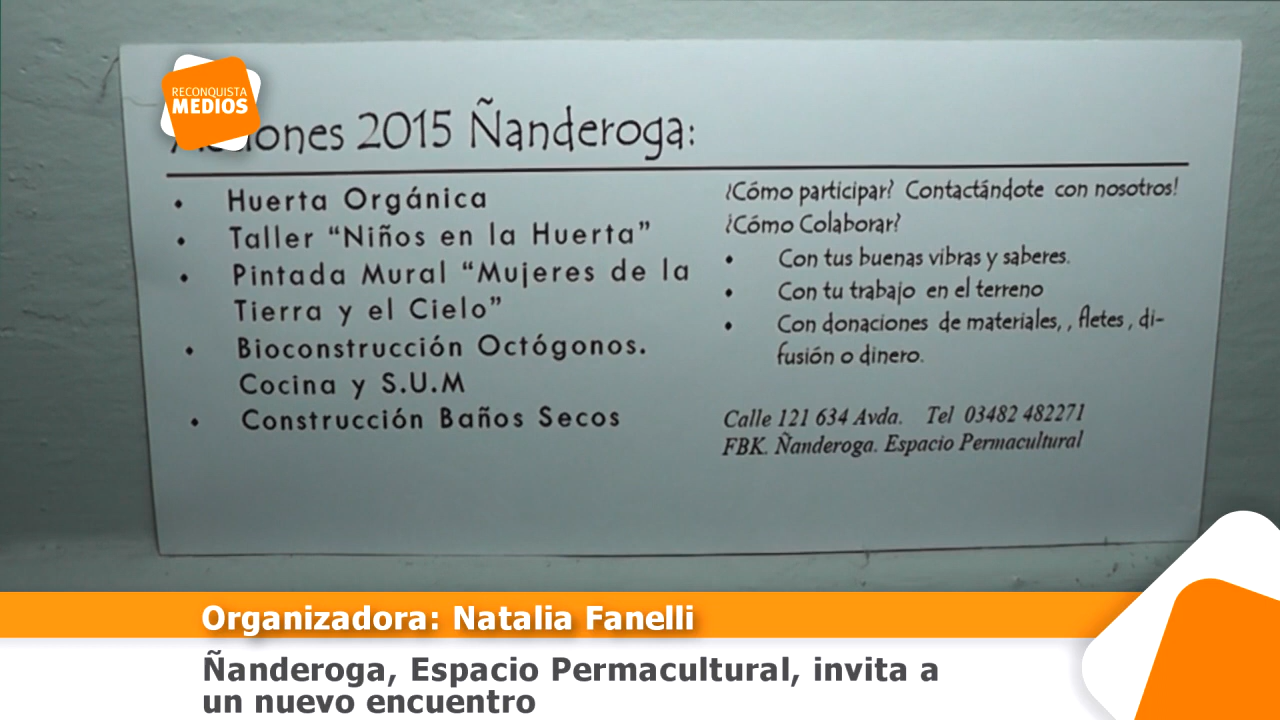 RECONQUISTA
MEDIOS
2015 Ñanderoga:
• Huerta Orgánica
• Taller “Niños en la Huerta”
• Pintada Mural “Mujeres de la
Tierra y el Cielo”
• Bioconstrucción Octógonos.
Cocina y S.U.M
• Construcción Baños Secos
¿Cómo participar? Contactándote con nosotros!
¿Cómo Colaborar?
• Con tus buenas vibras y saberes.
• Con tu trabajo en el terreno
• Con donaciones de materiales, , fletes , di-
fusión o dinero.
Calle 121 634 Avda. Tel 03482 482271
FBK. Ñanderoga. Espacio Permacultural
Organizadora: Natalia Fanelli
Ñanderoga, Espacio Permacultural, invita a
un nuevo encuentro